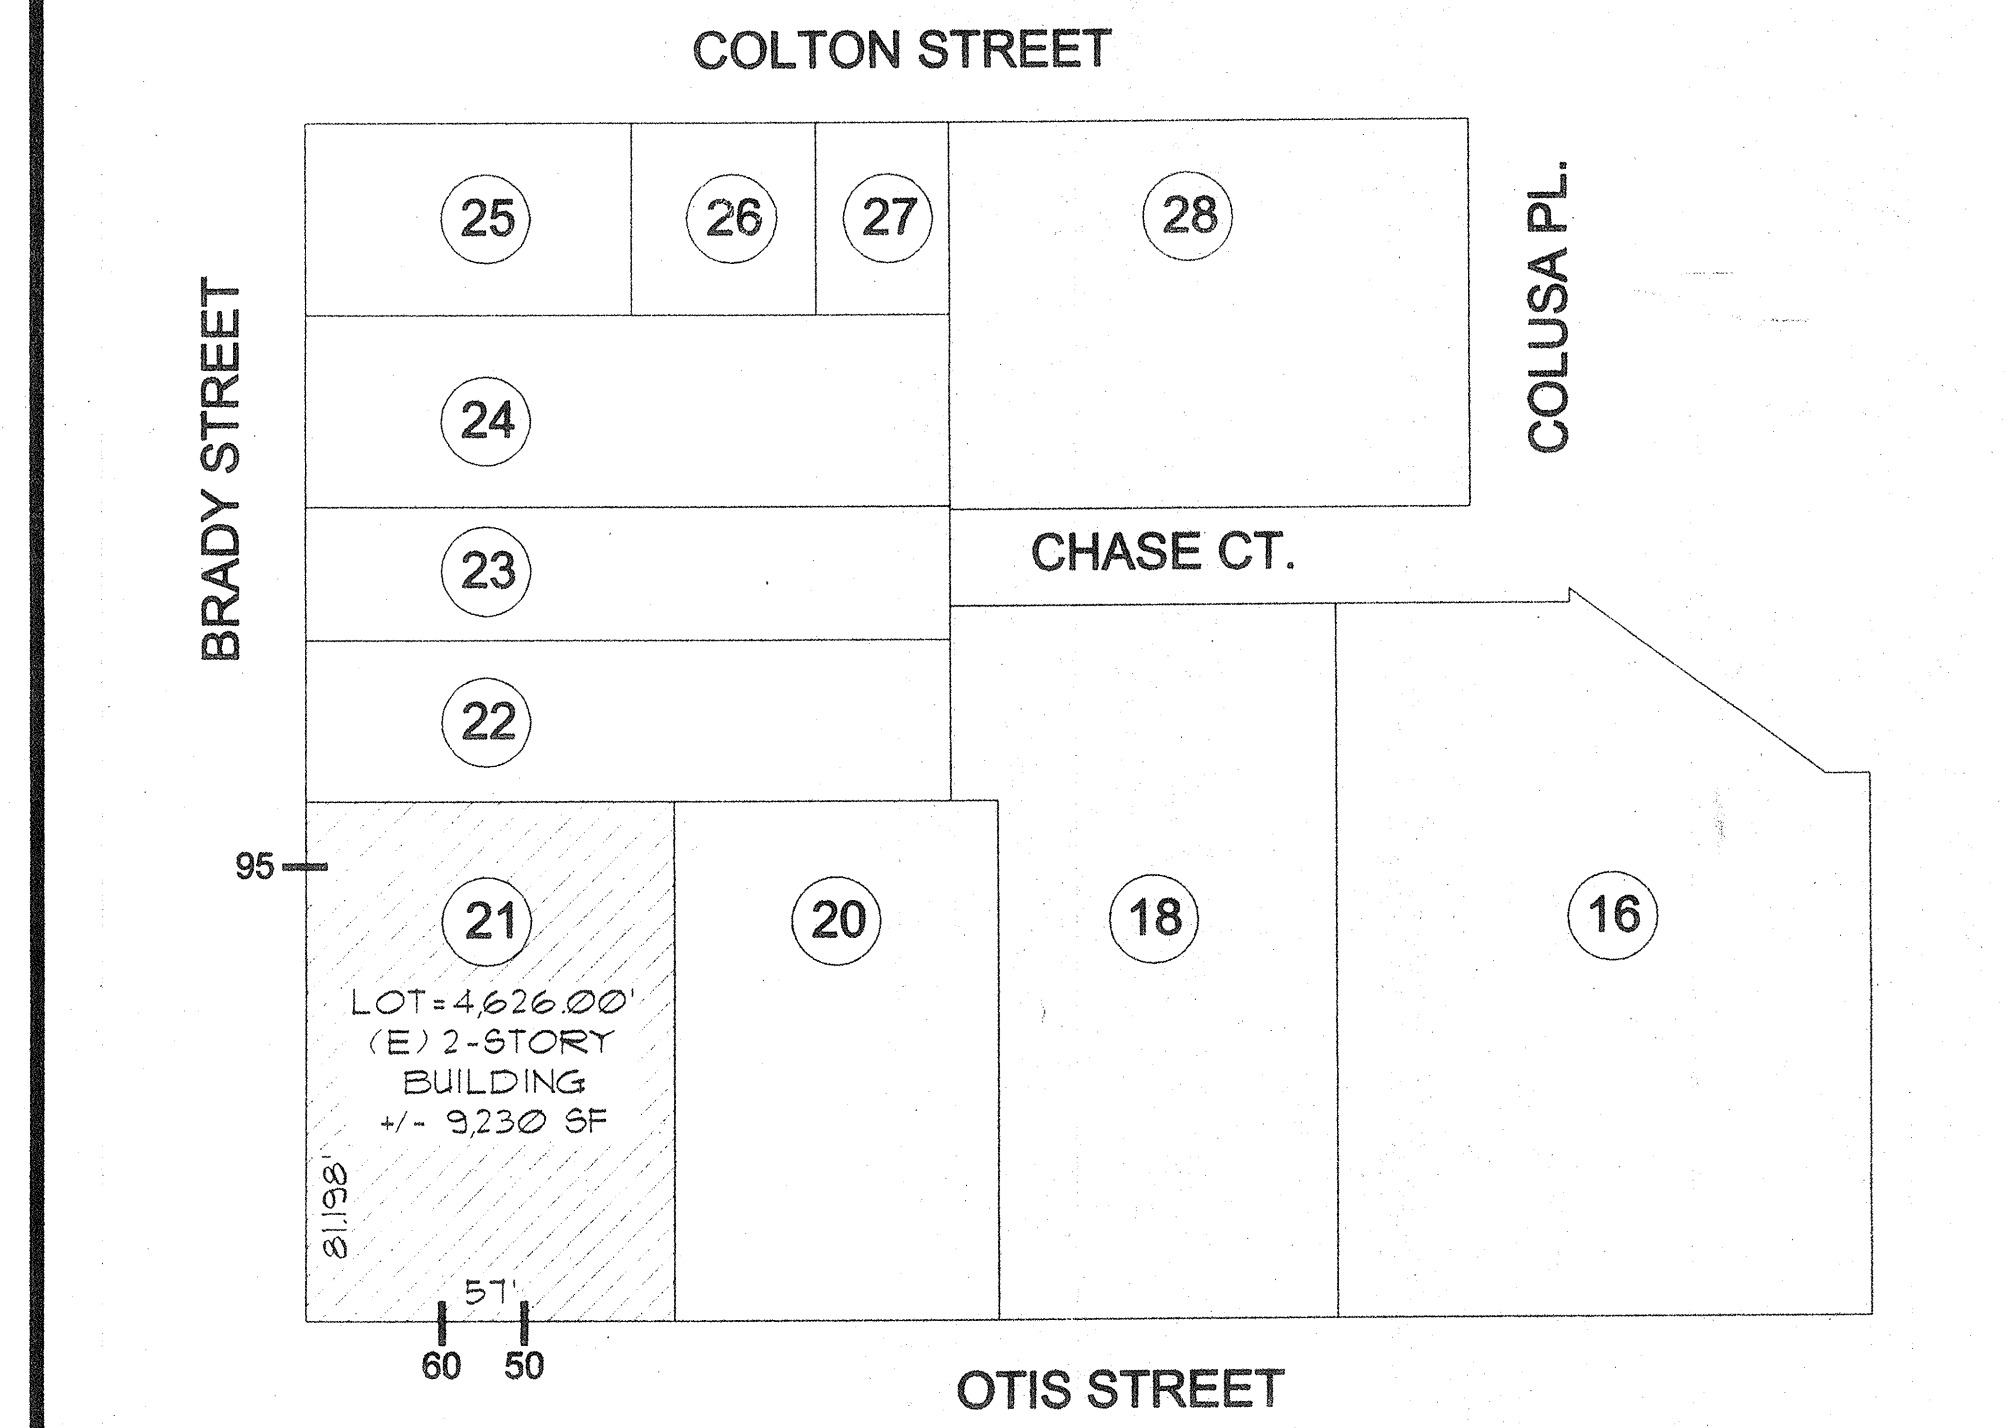 COLTON STREET
25
26
27
28
COLUSA PL.
BRADY STREET
24
CHASE CT.
23
22
95
21
20
18
16
LOT=4,626.00'
(E) 2-STORY
BUILDING
+/- 9,230 SF
81.198'
57'
60
50
OTIS STREET